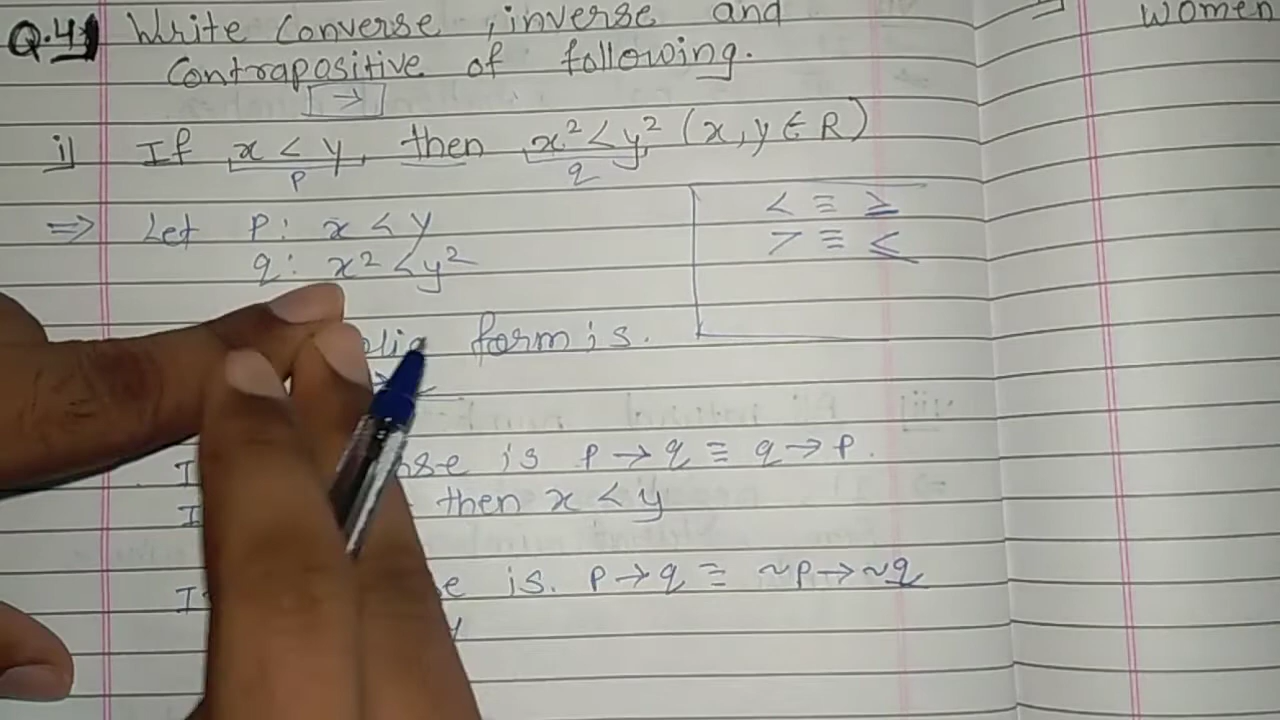 Q.4) Write Converse, inverse and
Contrapositive of following.
→
i) If x < y, then x² < y² (x, y ∈ R)
p q
⇒ Let p: x < y
q: x² < y²
form is.
is p → q ≡ q → p.
then x < y
is. p → q ≡ ~p → ~q
< ≡ ≥
> ≡ ≤
women